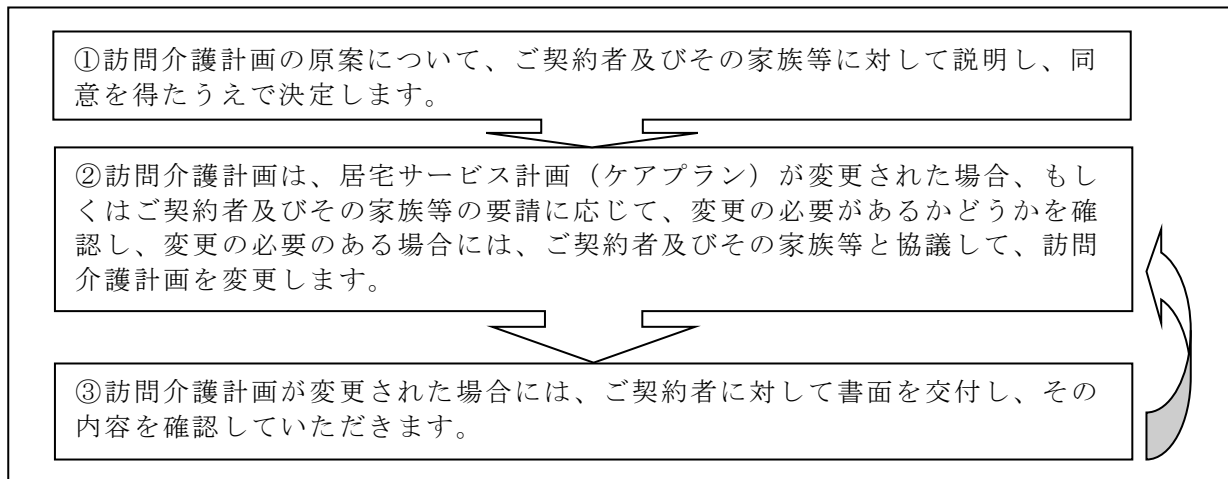 ①訪問介護計画の原案について、ご契約者及びその家族等に対して説明し、同
意を得たうえで決定します。
②訪問介護計画は、居宅サービス計画（ケアプラン）が変更された場合、もし
くはご契約者及びその家族等の要請に応じて、変更の必要があるかどうかを確
認し、変更の必要のある場合には、ご契約者及びその家族等と協議して、訪問
介護計画を変更します。
③訪問介護計画が変更された場合には、ご契約者に対して書面を交付し、その
内容を確認していただきます。